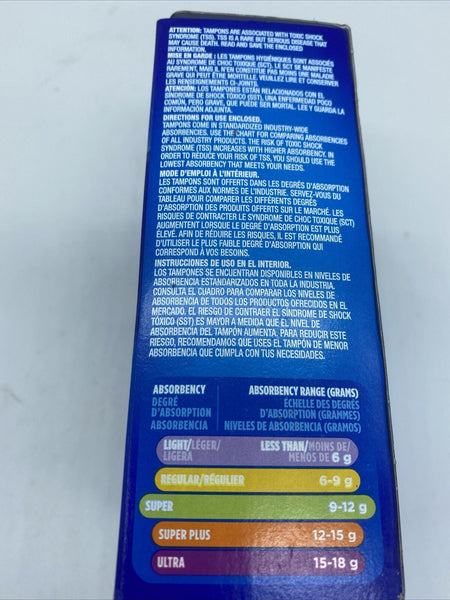 ATTENTION: TAMPONS ARE ASSOCIATED WITH TOXIC SHOCK
SYNDROME (TSS). TSS IS A RARE BUT SERIOUS DISEASE THAT
MAY CAUSE DEATH. READ AND SAVE THE ENCLOSED
INFORMATION.
MISE EN GARDE : LES TAMPONS HYGIÉNIQUES SONT ASSOCIÉS
AU SYNDROME DE CHOC TOXIQUE (SCT). LE SCT SE MANIFESTE
RAREMENT, MAIS IL N'EN CONSTITUE PAS MOINS UNE MALADIE
GRAVE QUI PEUT ÊTRE MORTELLE. VEUILLEZ LIRE ET CONSERVER
LES RENSEIGNEMENTS CI-JOINTS.
ATENCIÓN: LOS TAMPONES ESTÁN RELACIONADOS CON EL
SÍNDROME DE SHOCK TÓXICO (SST), UNA ENFERMEDAD POCO
COMÚN, PERO GRAVE, QUE PUEDE SER MORTAL. LEE Y GUARDA LA
INFORMACIÓN ADJUNTA.
DIRECTIONS FOR USE ENCLOSED.
TAMPONS COME IN STANDARDIZED INDUSTRY-WIDE
ABSORBENCIES. USE THE CHART FOR COMPARING ABSORBENCIES
OF ALL INDUSTRY PRODUCTS. THE RISK OF TOXIC SHOCK
SYNDROME (TSS) INCREASES WITH HIGHER ABSORBENCY. IN
ORDER TO REDUCE YOUR RISK OF TSS, YOU SHOULD USE THE
LOWEST ABSORBENCY THAT MEETS YOUR NEEDS.
MODE D'EMPLOI À L'INTÉRIEUR.
LES TAMPONS SONT OFFERTS DANS LES DEGRÉS D'ABSORPTION
CONFORMES AUX NORMES DE L'INDUSTRIE. SERVEZ-VOUS DU
TABLEAU POUR COMPARER LES DIFFÉRENTS DEGRÉS
D'ABSORPTION DES PRODUITS OFFERTS SUR LE MARCHÉ. LES
RISQUES DE CONTRACTER LE SYNDROME DE CHOC TOXIQUE (SCT)
AUGMENTENT LORSQUE LE DEGRÉ D'ABSORPTION EST PLUS
ÉLEVÉ. AFIN DE RÉDUIRE LES RISQUES, IL EST RECOMMANDÉ
D'UTILISER LE PLUS FAIBLE DEGRÉ D'ABSORPTION QUI
CORRESPOND À VOS BESOINS.
INSTRUCCIONES DE USO EN EL INTERIOR.
LOS TAMPONES SE ENCUENTRAN DISPONIBLES EN NIVELES DE
ABSORBENCIA ESTANDARIZADOS EN TODA LA INDUSTRIA.
CONSULTA EL CUADRO PARA COMPARAR LOS NIVELES DE
ABSORBENCIA DE TODOS LOS PRODUCTOS OFRECIDOS EN EL
MERCADO. EL RIESGO DE CONTRAER EL SÍNDROME DE SHOCK
TÓXICO (SST) ES MAYOR A MEDIDA QUE EL NIVEL DE
ABSORBENCIA DEL TAMPÓN AUMENTA. PARA REDUCIR ESTE
RIESGO, RECOMENDAMOS QUE USES EL TAMPÓN DE MENOR
ABSORBENCIA QUE CUMPLA CON TUS NECESIDADES.
ABSORBENCY ABSORBENCY RANGE (GRAMS)
DEGRÉ ECHELLE DES DEGRÉS
D'ABSORPTION D'ABSORPTION (GRAMMES)
ABSORBENCIA NIVELES DE ABSORBENCIA (GRAMOS)
LIGHT/LÉGER/ LESS THAN/MOINS DE/
LIGERA MENOS DE 6 g
REGULAR/RÉGULIER 6-9 g
SUPER 9-12 g
SUPER PLUS 12-15 g
ULTRA 15-18 g